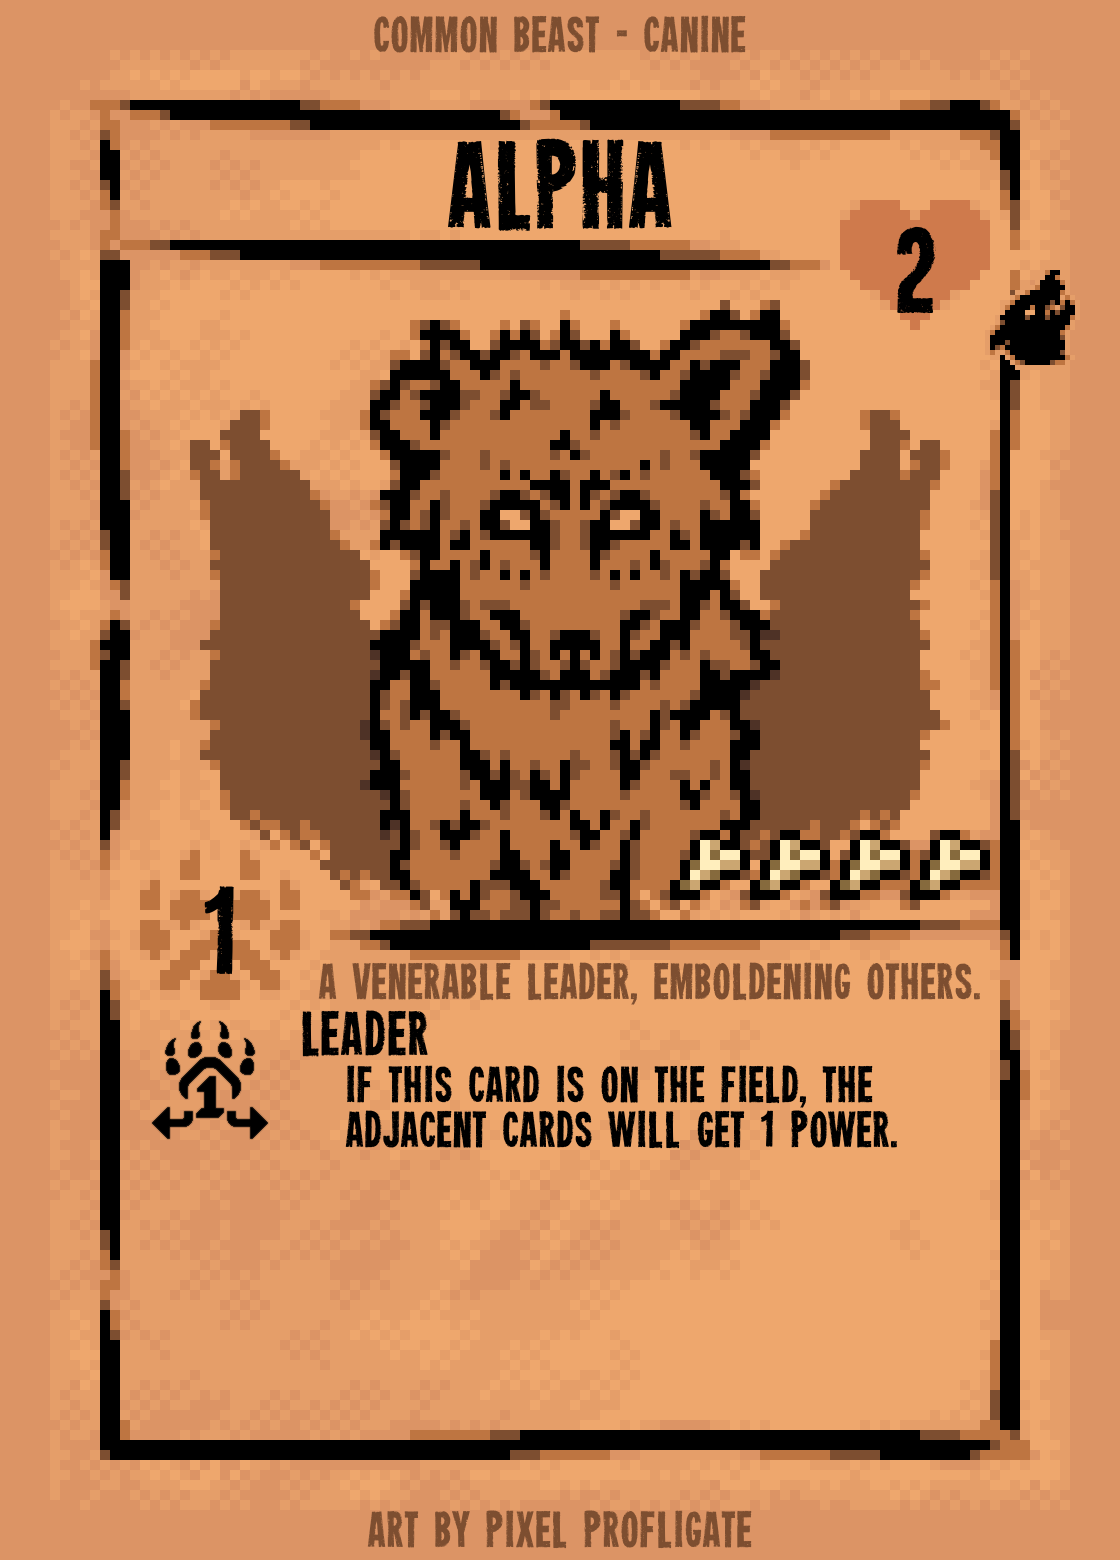 COMMON BEAST - CANINE
ALPHA
2
1
A VENERABLE LEADER, EMBOLDENING OTHERS.
LEADER
1
IF THIS CARD IS ON THE FIELD, THE
ADJACENT CARDS WILL GET 1 POWER.
ART BY PIXEL PROFLIGATE